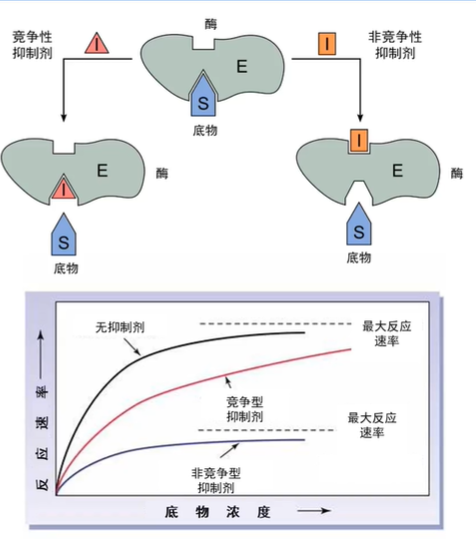 酶
竞争性
抑制剂
I
I
非竞争性
抑制剂
E
S
底物
E
酶
I
S
底物
I
E
酶
S
底物
无抑制剂
最大反应
速率
竞争型
抑制剂
最大反应
速率
非竞争型
抑制剂
反应速率
底物浓度